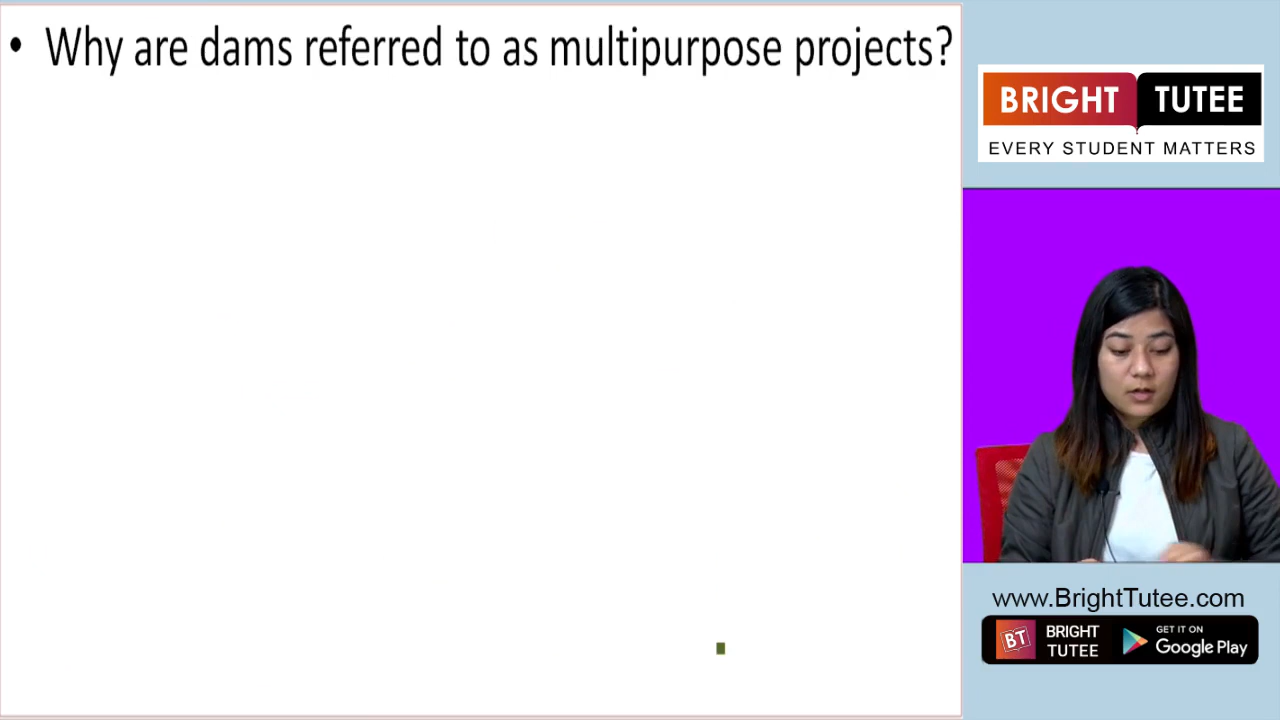 • Why are dams referred to as multipurpose projects?
BRIGHT TUTEE
EVERY STUDENT MATTERS
www.BrightTutee.com
BT
BRIGHT
TUTEE
GET IT ON
Google Play